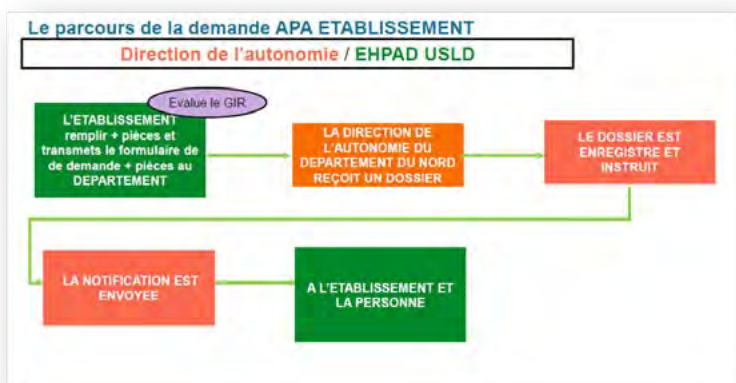 Le parcours de la demande APA ETABLISSEMENT
Direction de l'autonomie / EHPAD USLD
Evalue le GIR
L'ETABLISSEMENT
remplir + pièces et
transmets le formulaire de
de demande + pièces au
DEPARTEMENT
LA DIRECTION DE
L'AUTONOMIE DU
DEPARTEMENT DU NORD
REÇOIT UN DOSSIER
LE DOSSIER EST
ENREGISTRE ET
INSTRUIT
LA NOTIFICATION EST
ENVOYEE
A L'ETABLISSEMENT ET
LA PERSONNE